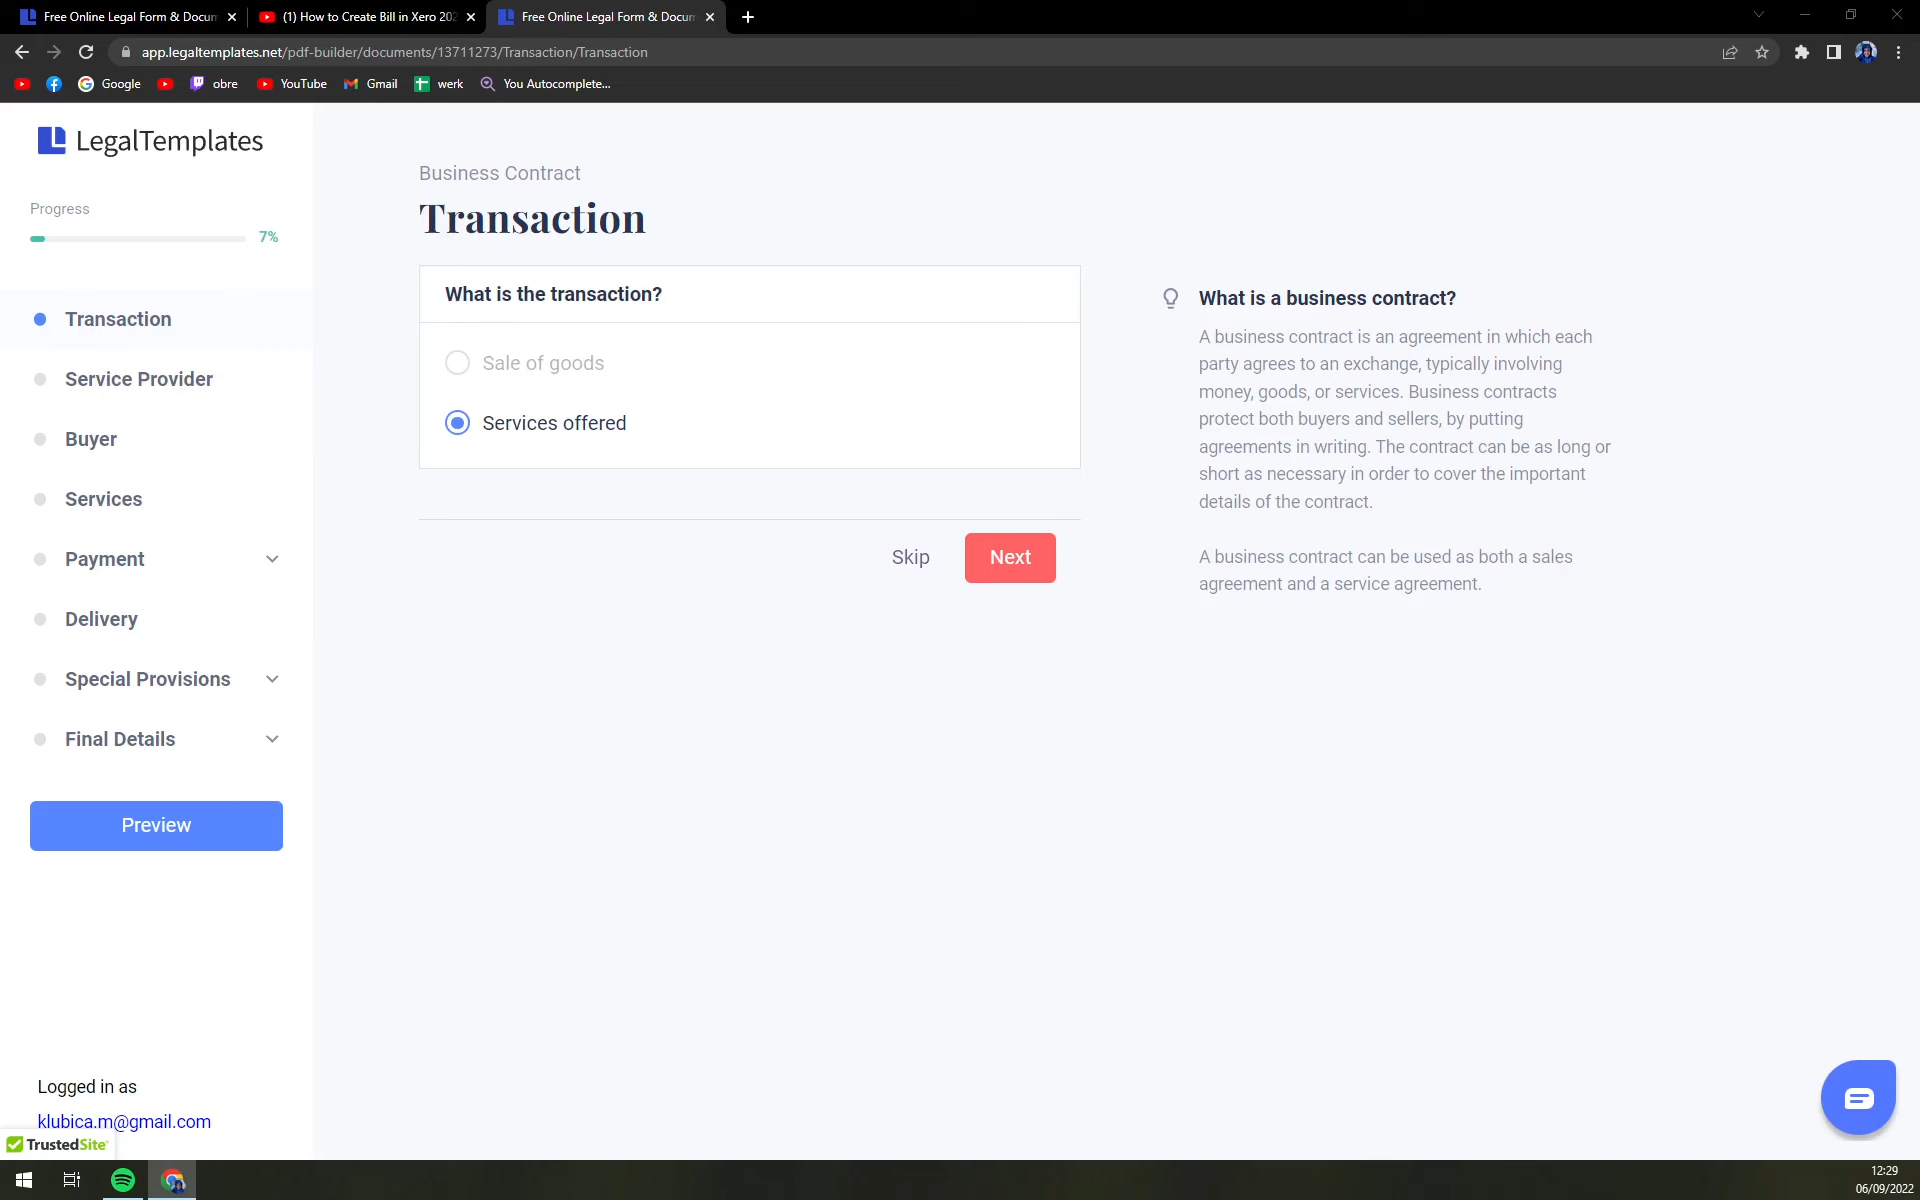 Free Online Legal Form & Docum
(1) How to Create Bill in Xero 202
Free Online Legal Form & Docum
app.legaltemplates.net/pdf-builder/documents/13711273/Transaction/Transaction
Google
obre
YouTube
Gmail
werk
You Autocomplete...
LegalTemplates
Progress
7%
Transaction
Service Provider
Buyer
Services
Payment
Delivery
Special Provisions
Final Details
Preview
Logged in as
klubica.m@gmail.com
TrustedSite
Business Contract
Transaction
What is the transaction?
Sale of goods
Services offered
Skip
Next
What is a business contract?
A business contract is an agreement in which each
party agrees to an exchange, typically involving
money, goods, or services. Business contracts
protect both buyers and sellers, by putting
agreements in writing. The contract can be as long or
short as necessary in order to cover the important
details of the contract.
A business contract can be used as both a sales
agreement and a service agreement.
12:29
06/09/2022